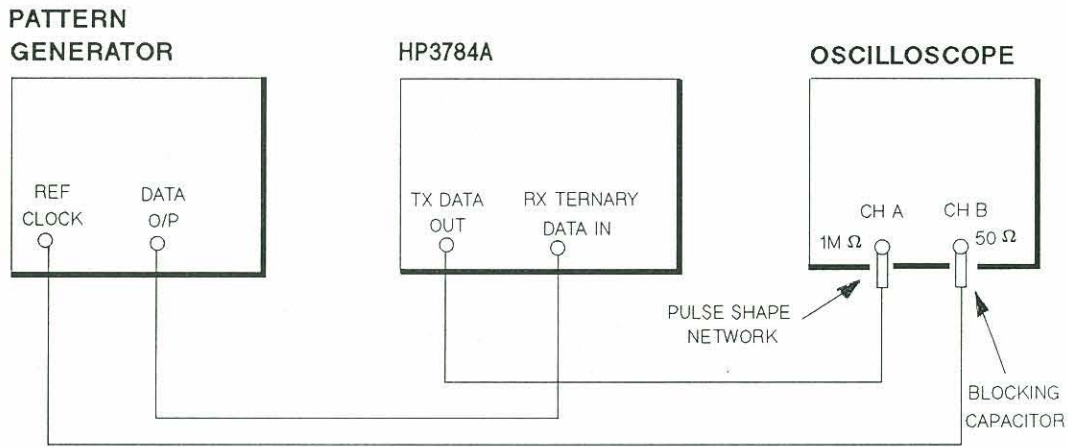 PATTERN
GENERATOR
HP3784A
OSCILLOSCOPE
REF
CLOCK
DATA
O/P
TX DATA
OUT
RX TERNARY
DATA IN
CH A
CH B
1M Ω
50 Ω
PULSE SHAPE
NETWORK
BLOCKING
CAPACITOR